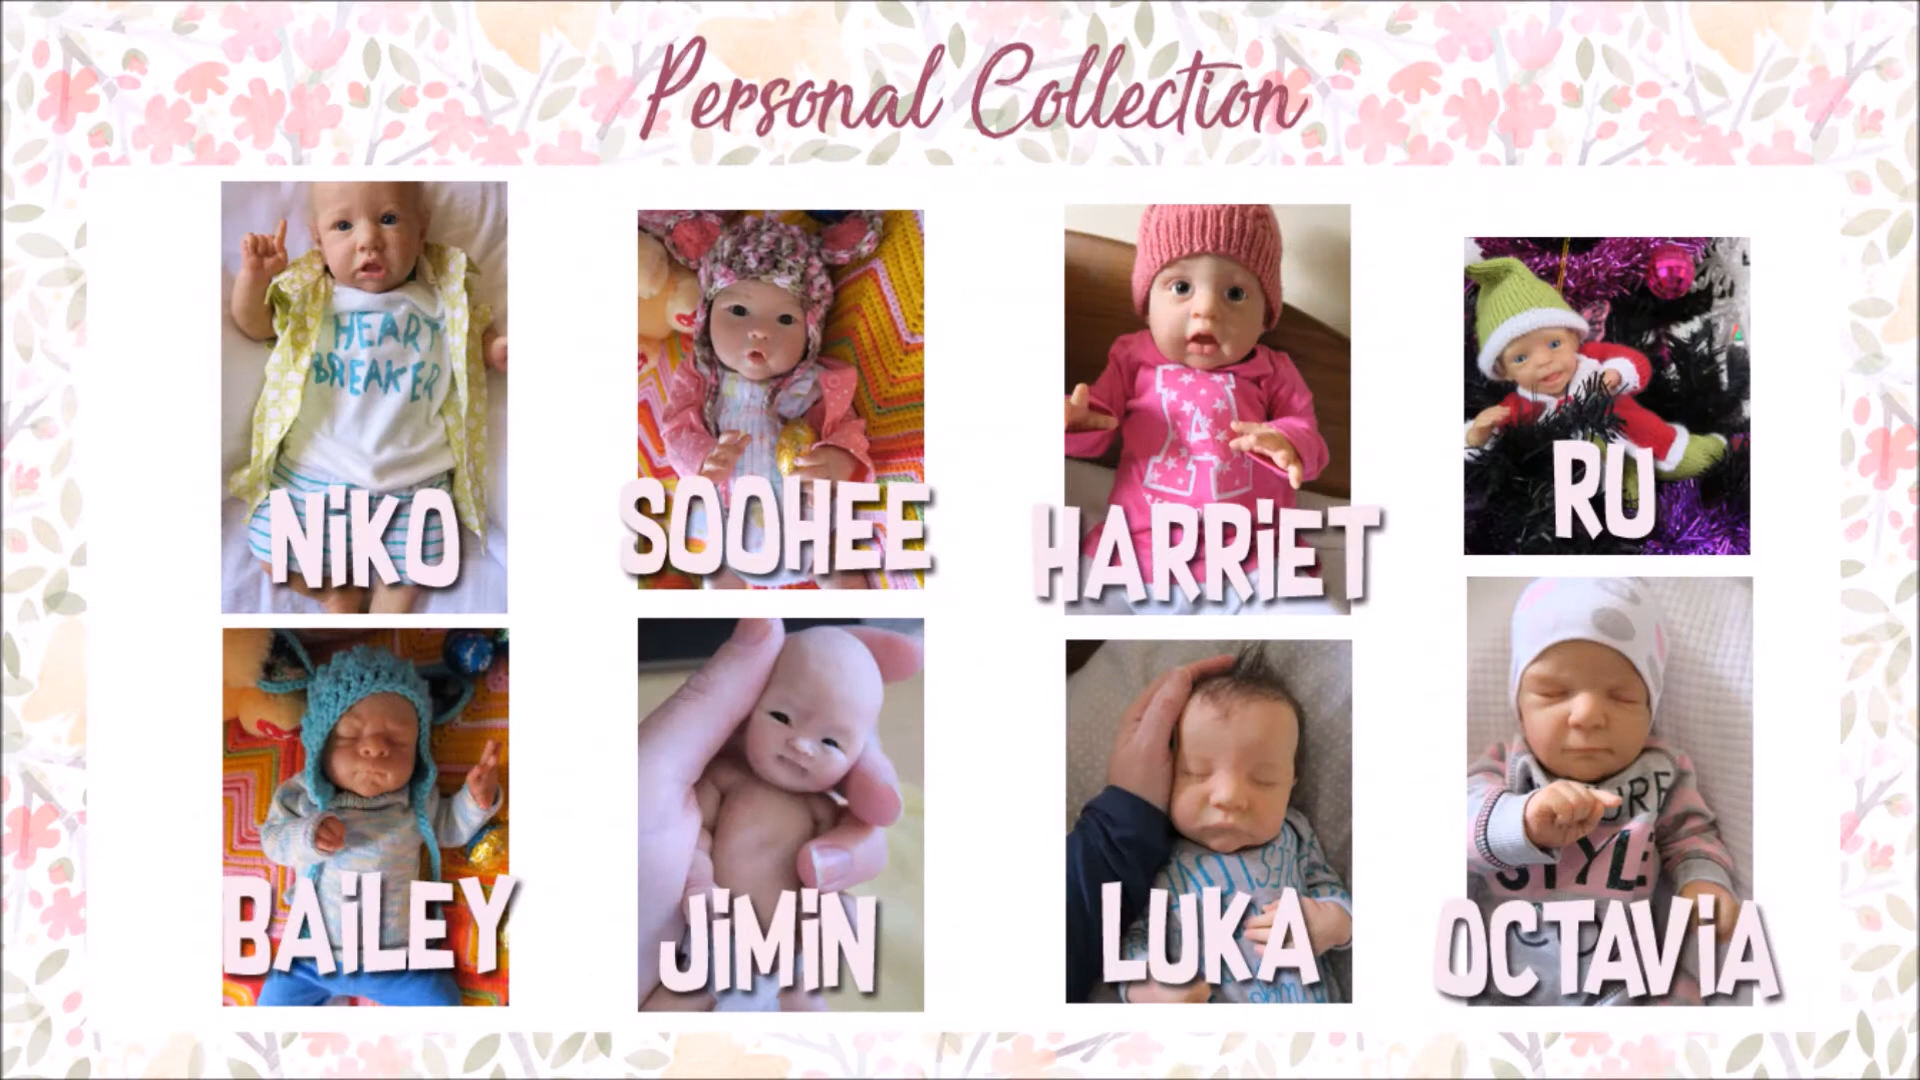 Personal Collection
HEART
BREAKER
NiKO
SOOHEE
HARRiET
RU
BAiLEY
JiMiN
LUKA
STYLE
OCTAViA